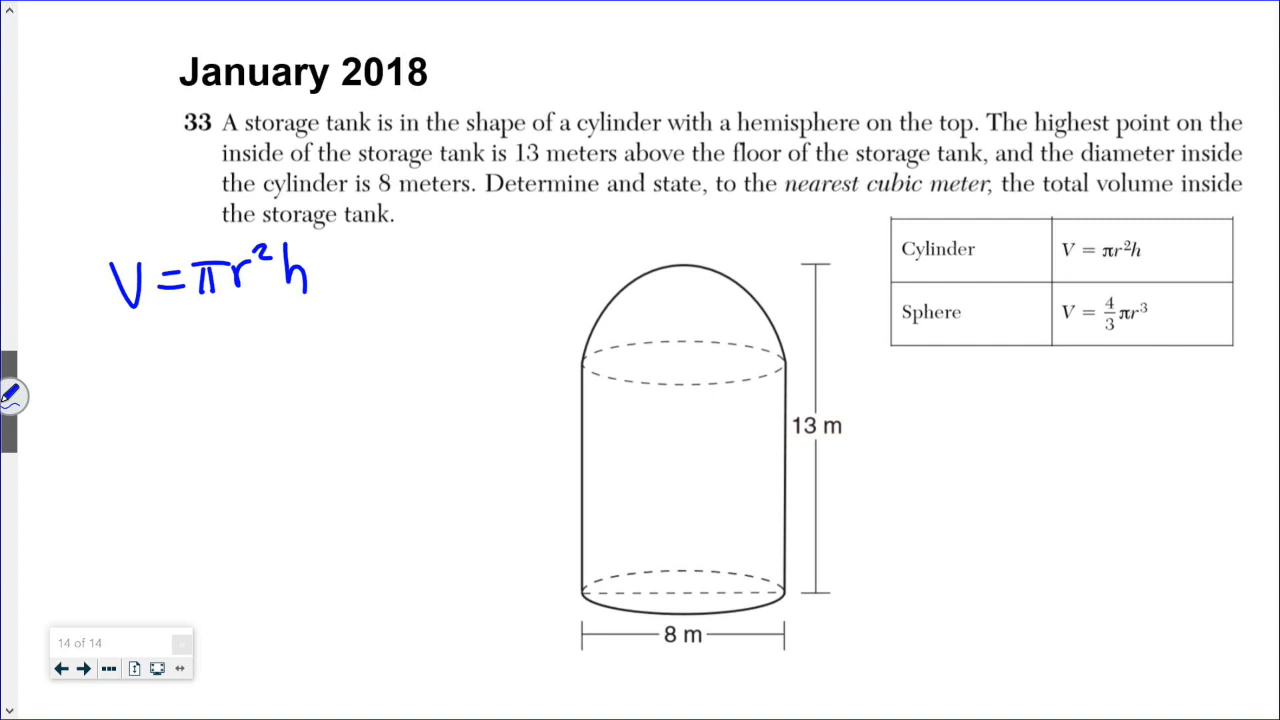 January 2018
33 A storage tank is in the shape of a cylinder with a hemisphere on the top. The highest point on the
inside of the storage tank is 13 meters above the floor of the storage tank, and the diameter inside
the cylinder is 8 meters. Determine and state, to the nearest cubic meter, the total volume inside
the storage tank.
V = πr²h
Cylinder V = πr²h
Sphere V = 4/3 πr³
13 m
8 m
14 of 14